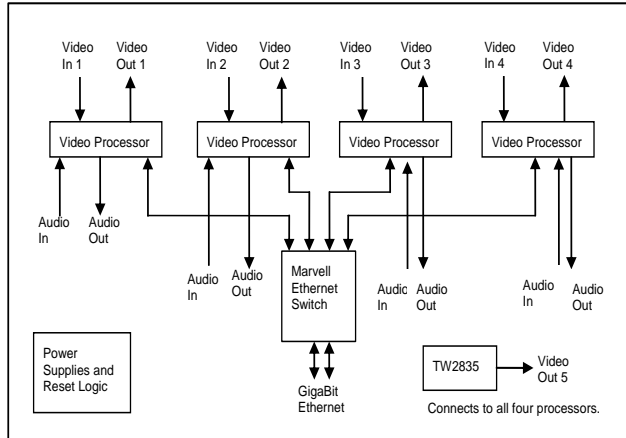 Video
In 1
Video
Out 1
Video
In 2
Video
Out 2
Video
In 3
Video
Out 3
Video
In 4
Video
Out 4
Video Processor
Video Processor
Video Processor
Video Processor
Audio
In
Audio
Out
Audio
In
Audio
Out
Marvell
Ethernet
Switch
Audio
In
Audio
Out
Audio
In
Audio
Out
Power
Supplies and
Reset Logic
GigaBit
Ethernet
TW2835
Video
Out 5
Connects to all four processors.